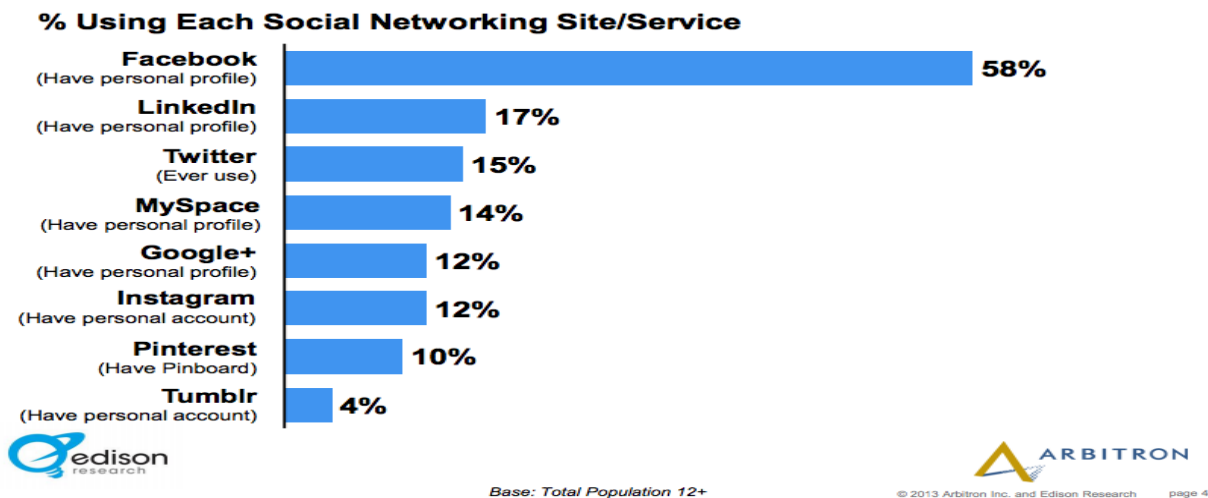 % Using Each Social Networking Site/Service
Facebook
(Have personal profile)
58%
LinkedIn
(Have personal profile)
17%
Twitter
(Ever use)
15%
MySpace
(Have personal profile)
14%
Google+
(Have personal profile)
12%
Instagram
(Have personal account)
12%
Pinterest
(Have Pinboard)
10%
Tumblr
(Have personal account)
4%
edison
research
ARBITRON
Base: Total Population 12+
© 2013 Arbitron Inc. and Edison Research page 4